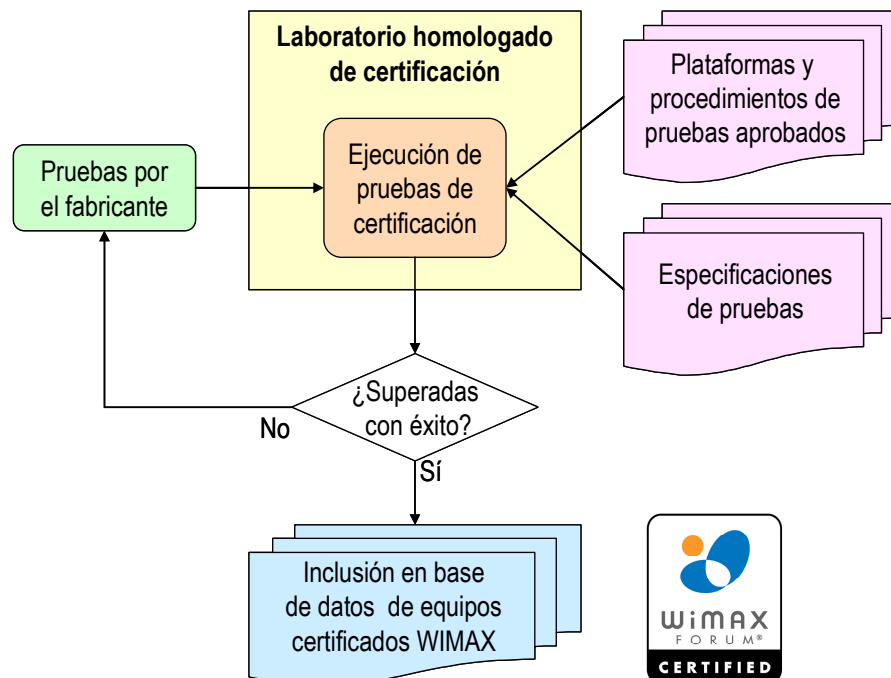 Laboratorio homologado
de certificación
Plataformas y
procedimientos de
pruebas aprobados
Pruebas por
el fabricante
Ejecución de
pruebas de
certificación
Especificaciones
de pruebas
¿Superadas
con éxito?
No
Sí
Inclusión en base
de datos de equipos
certificados WIMAX
WiMAX
FORUM®
CERTIFIED